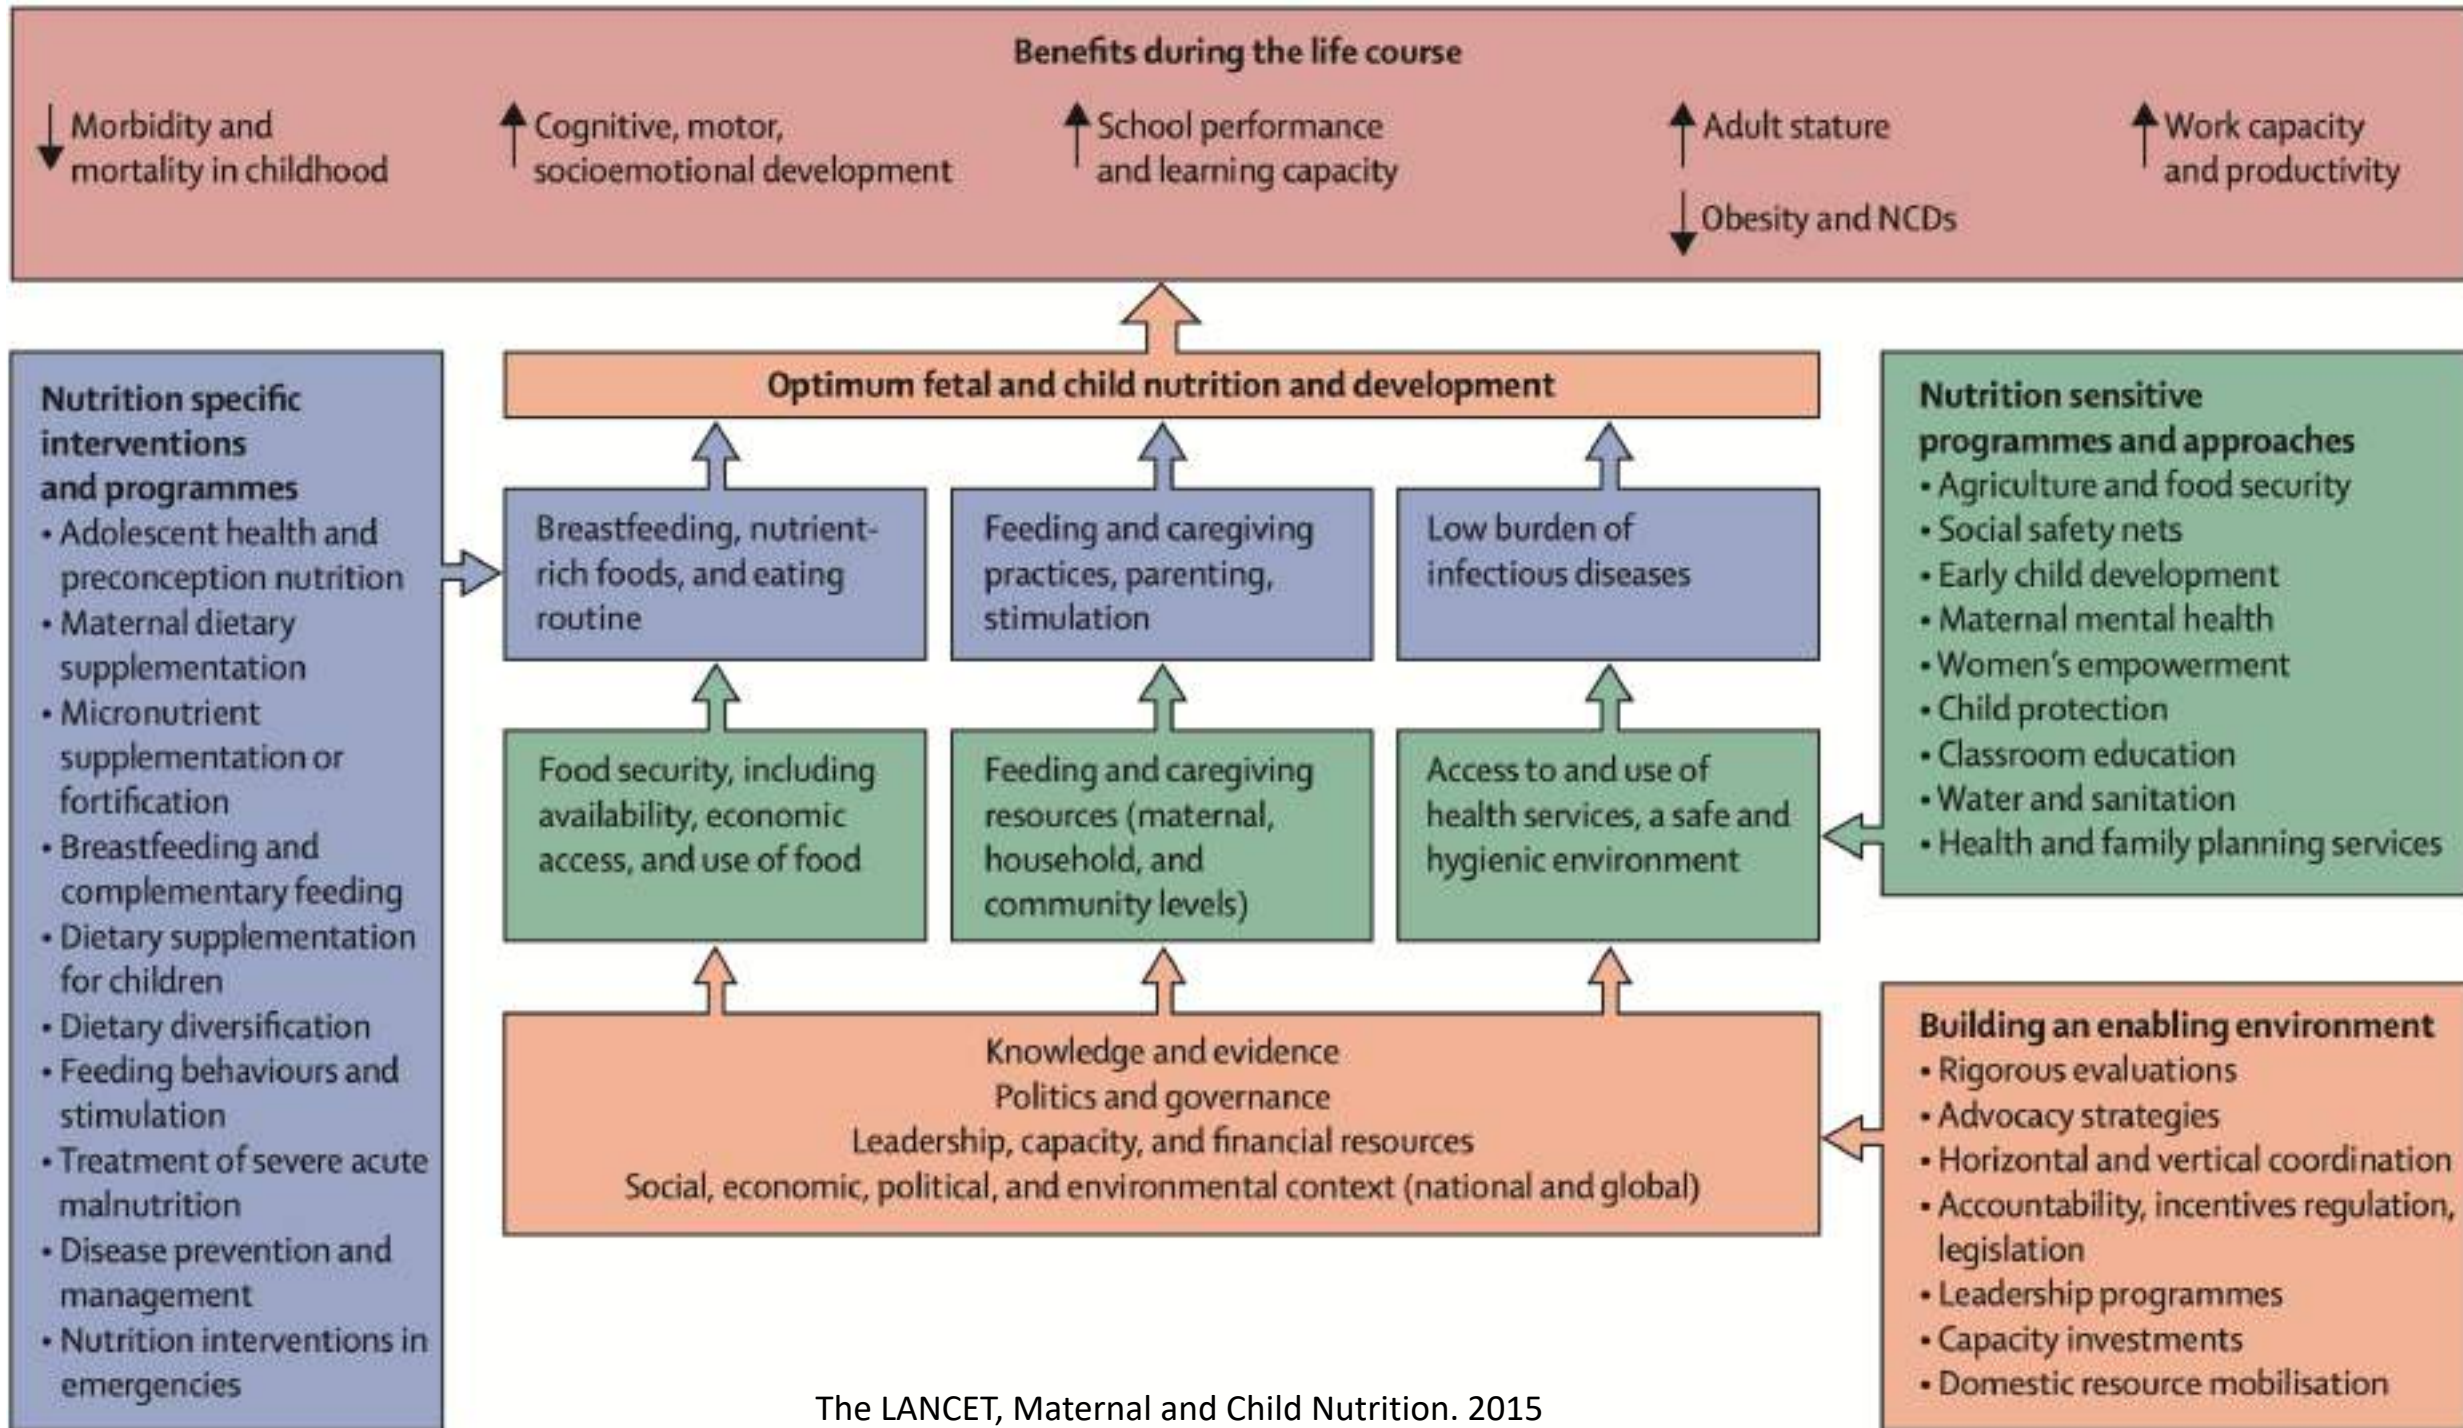 Benefits during the life course
Morbidity and
mortality in childhood
Cognitive, motor,
socioemotional development
School performance
and learning capacity
Adult stature
Obesity and NCDs
Work capacity
and productivity
Nutrition specific
interventions
and programmes
• Adolescent health and
preconception nutrition
• Maternal dietary
supplementation
• Micronutrient
supplementation or
fortification
• Breastfeeding and
complementary feeding
• Dietary supplementation
for children
• Dietary diversification
• Feeding behaviours and
stimulation
• Treatment of severe acute
malnutrition
• Disease prevention and
management
• Nutrition interventions in
emergencies
Optimum fetal and child nutrition and development
Breastfeeding, nutrient-
rich foods, and eating
routine
Feeding and caregiving
practices, parenting,
stimulation
Low burden of
infectious diseases
Food security, including
availability, economic
access, and use of food
Feeding and caregiving
resources (maternal,
household, and
community levels)
Access to and use of
health services, a safe and
hygienic environment
Knowledge and evidence
Politics and governance
Leadership, capacity, and financial resources
Social, economic, political, and environmental context (national and global)
Nutrition sensitive
programmes and approaches
• Agriculture and food security
• Social safety nets
• Early child development
• Maternal mental health
• Women's empowerment
• Child protection
• Classroom education
• Water and sanitation
• Health and family planning services
Building an enabling environment
• Rigorous evaluations
• Advocacy strategies
• Horizontal and vertical coordination
• Accountability, incentives regulation,
legislation
• Leadership programmes
• Capacity investments
• Domestic resource mobilisation
The LANCET, Maternal and Child Nutrition. 2015